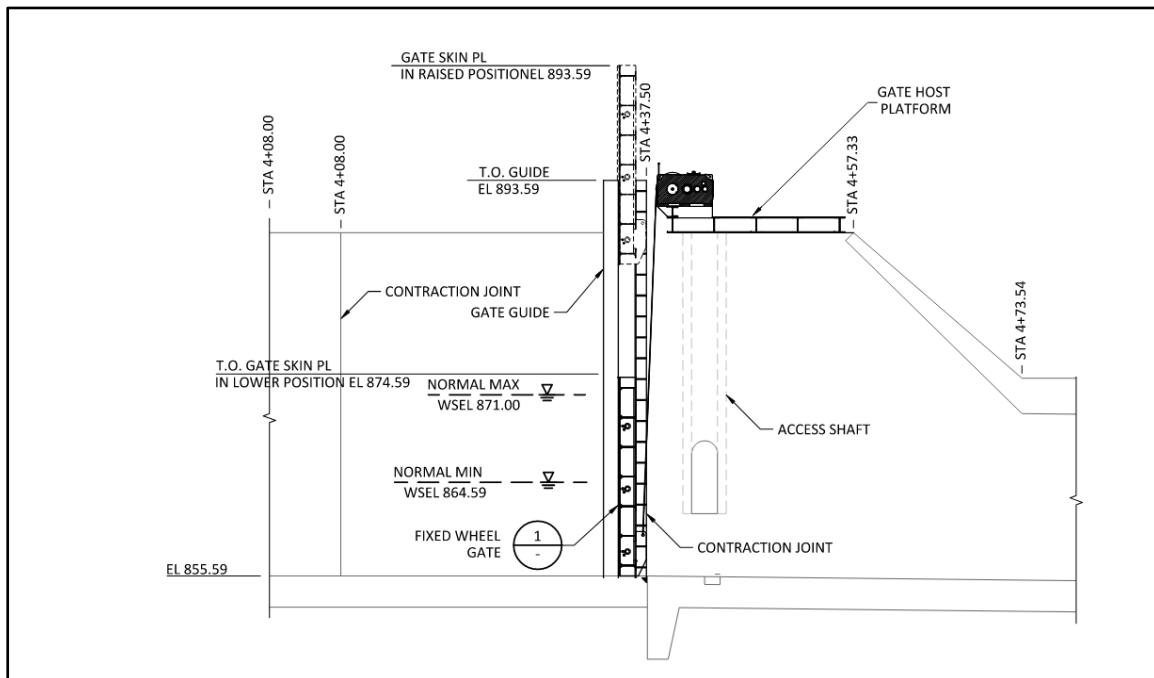 GATE SKIN PL
IN RAISED POSITIONEL 893.59
STA 4+08.00
STA 4+08.00
STA 4+37.50
GATE HOST
PLATFORM
STA 4+57.33
T.O. GUIDE
EL 893.59
CONTRACTION JOINT
GATE GUIDE
STA 4+73.54
T.O. GATE SKIN PL
IN LOWER POSITION EL 874.59
NORMAL MAX
WSEL 871.00
ACCESS SHAFT
NORMAL MIN
WSEL 864.59
FIXED WHEEL
GATE
1
-
CONTRACTION JOINT
EL 855.59